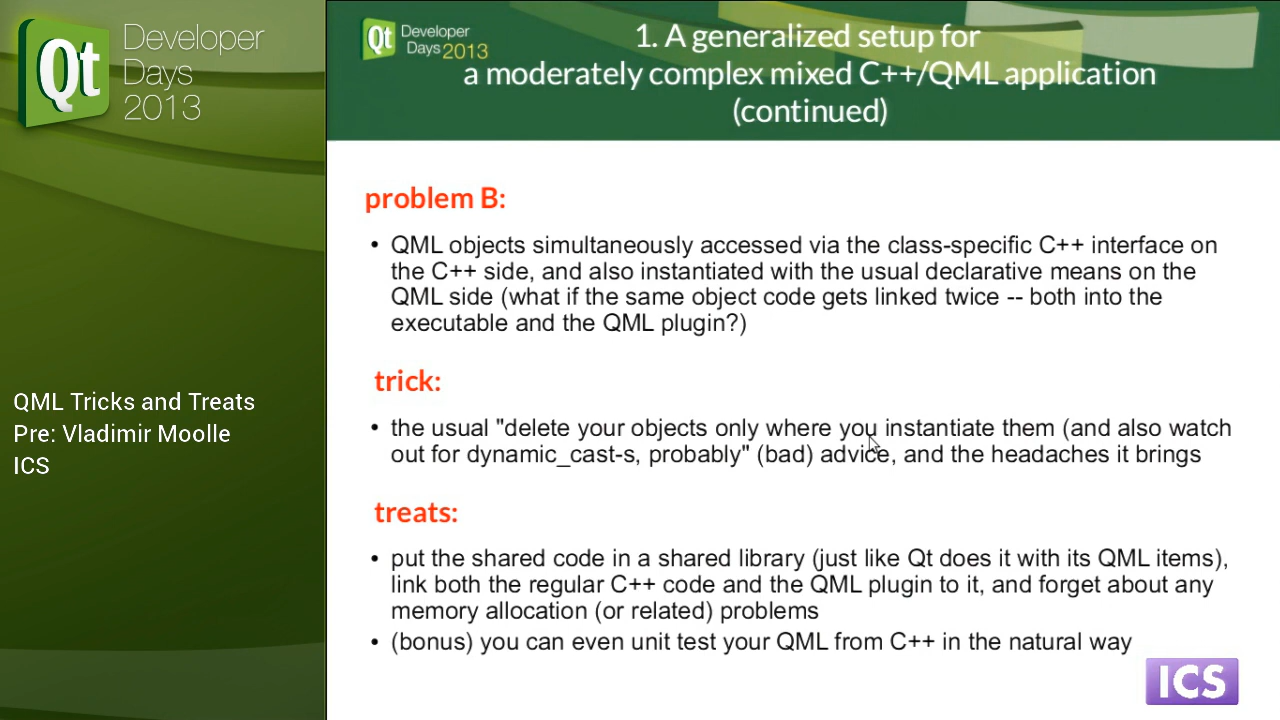 Qt Developer
Days
2013
QML Tricks and Treats
Pre: Vladimir Moolle
ICS
Qt Developer
Days 2013
1. A generalized setup for
a moderately complex mixed C++/QML application
(continued)
problem B:
• QML objects simultaneously accessed via the class-specific C++ interface on
the C++ side, and also instantiated with the usual declarative means on the
QML side (what if the same object code gets linked twice -- both into the
executable and the QML plugin?)
trick:
• the usual "delete your objects only where you instantiate them (and also watch
out for dynamic_cast-s, probably" (bad) advice, and the headaches it brings
treats:
• put the shared code in a shared library (just like Qt does it with its QML items),
link both the regular C++ code and the QML plugin to it, and forget about any
memory allocation (or related) problems
• (bonus) you can even unit test your QML from C++ in the natural way
ICS